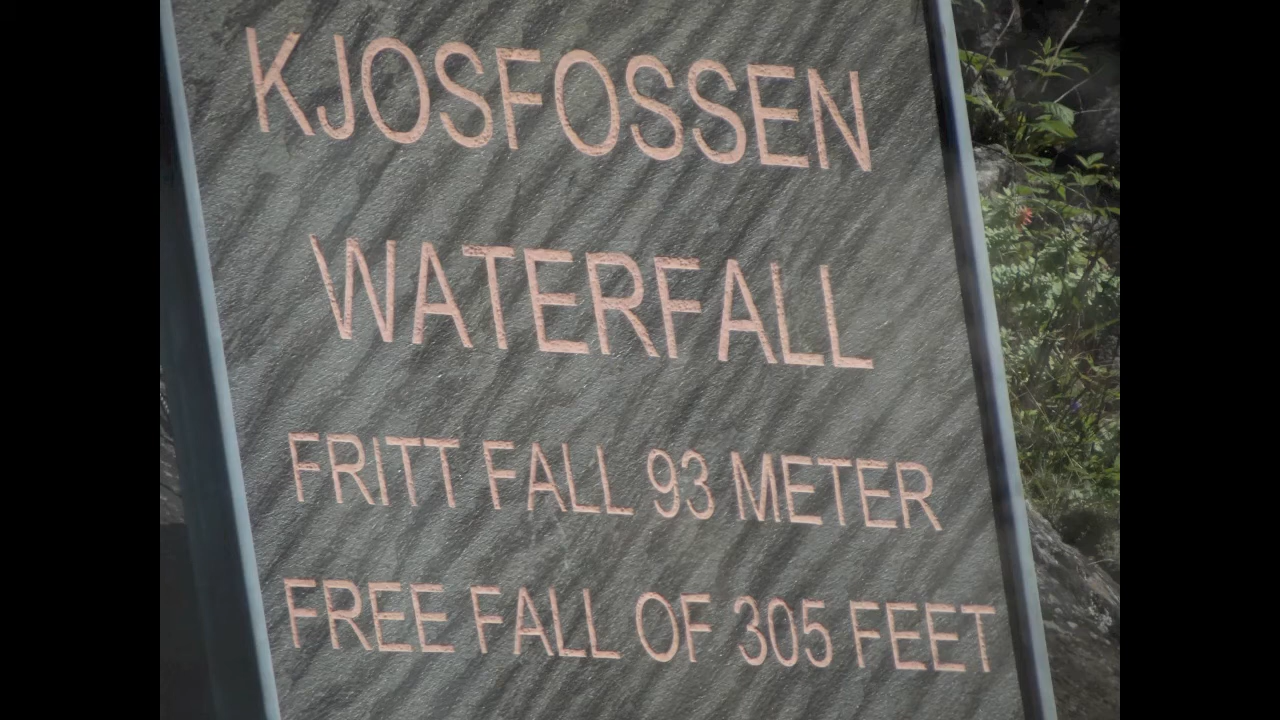 KJOSFOSSEN
WATERFALL
FRITT FALL 93 METER
FREE FALL OF 305 FEET